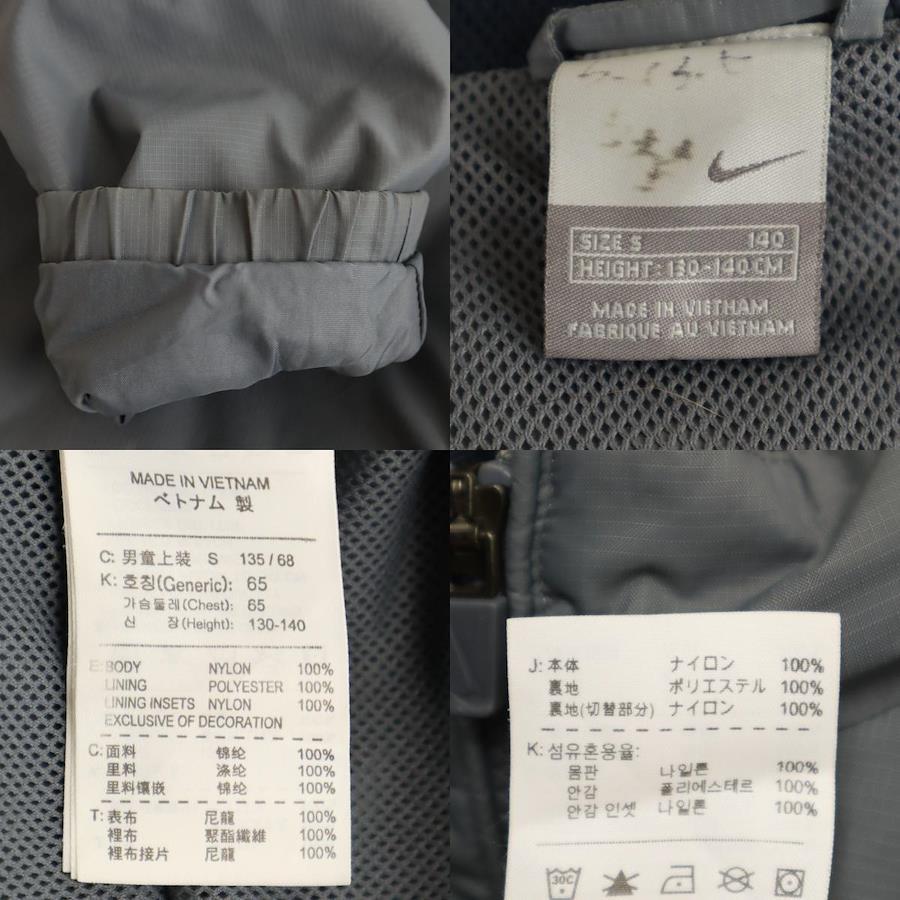 SIZE S 140
HEIGHT: 130-140CM
MADE IN VIETNAM
FABRIQUE AU VIETNAM
MADE IN VIETNAM
ベトナム 製
C: 男童上装 S 135/68
K: 호칭(Generic): 65
가슴둘레(Chest): 65
신 장(Height): 130-140
E: BODY NYLON 100%
LINING POLYESTER 100%
LINING INSETS NYLON 100%
EXCLUSIVE OF DECORATION
C: 面料 锦纶 100%
里料 涤纶 100%
里料镶嵌 锦纶 100%
T: 表布 尼龍 100%
裡布 聚酯纖維 100%
裡布接片 尼龍 100%
J: 本体 ナイロン 100%
裏地 ポリエステル 100%
裏地(切替部分) ナイロン 100%
K: 섬유혼용율:
몸판 나일론 100%
안감 폴리에스테르 100%
안감 인셋 나일론 100%
30C